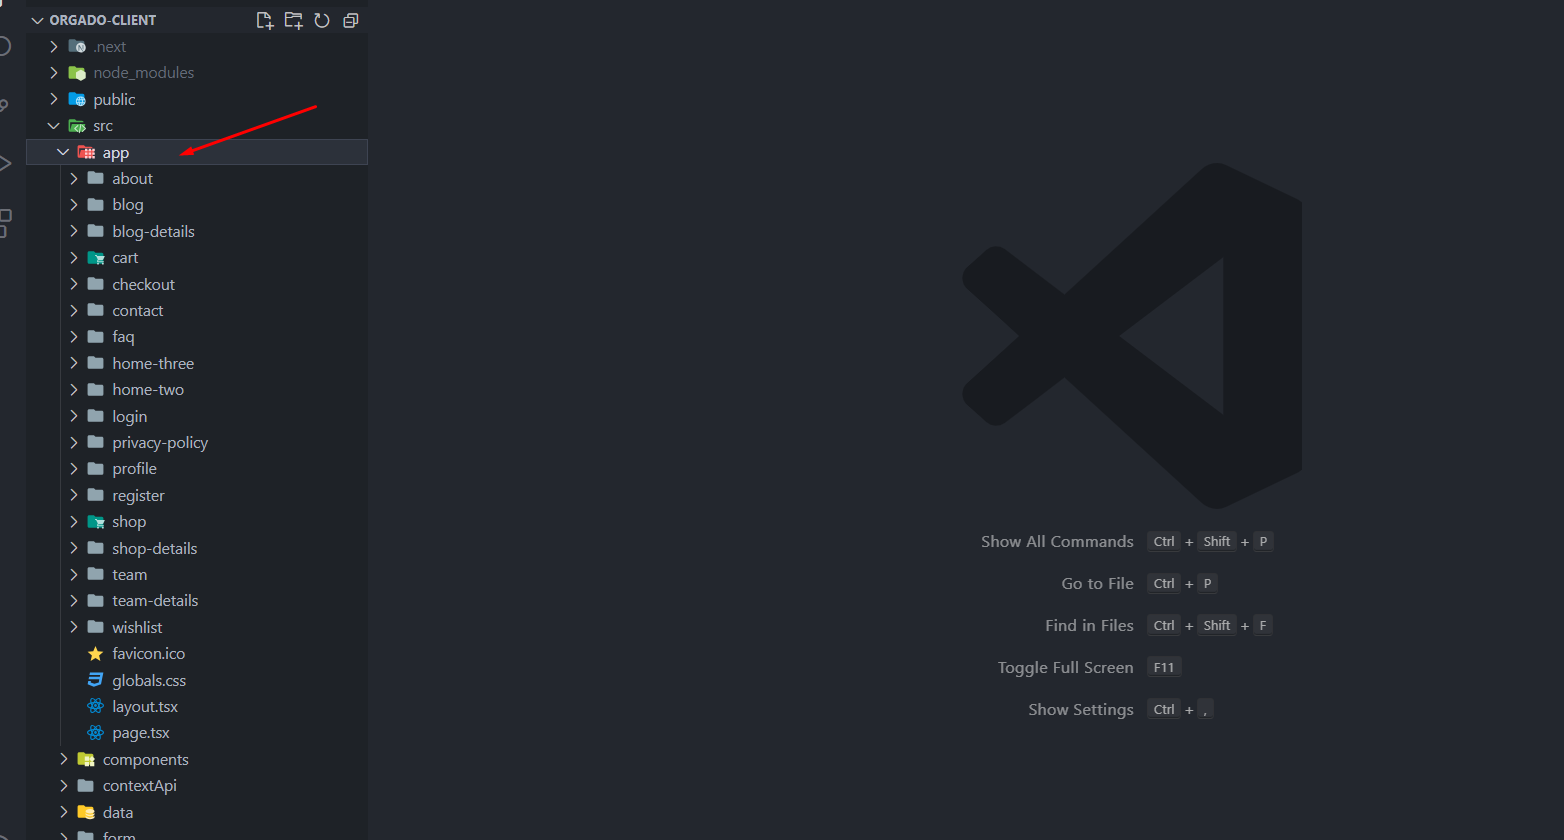 ORGADO-CLIENT
.next
node_modules
public
src
app
about
blog
blog-details
cart
checkout
contact
faq
home-three
home-two
login
privacy-policy
profile
register
shop
shop-details
team
team-details
wishlist
favicon.ico
globals.css
layout.tsx
page.tsx
components
contextApi
data
form
Show All Commands Ctrl + Shift + P
Go to File Ctrl + P
Find in Files Ctrl + Shift + F
Toggle Full Screen F11
Show Settings Ctrl + ,